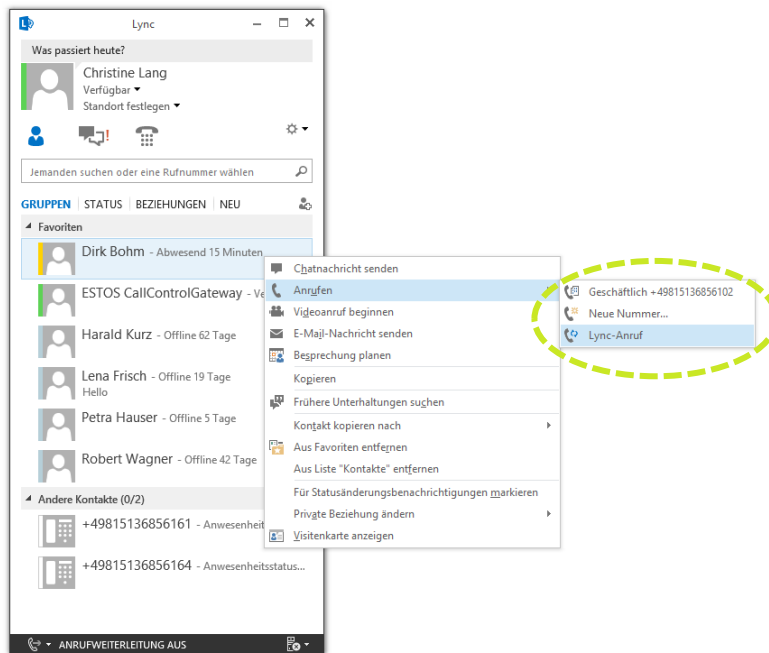 Lync
Was passiert heute?
Christine Lang
Verfügbar
Standort festlegen
Jemanden suchen oder eine Rufnummer wählen
GRUPPEN STATUS BEZIEHUNGEN NEU
Favoriten
Dirk Bohm - Abwesend 15 Minuten
ESTOS CallControlGateway - Ve
Harald Kurz - Offline 62 Tage
Lena Frisch - Offline 19 Tage
Hello
Petra Hauser - Offline 5 Tage
Robert Wagner - Offline 42 Tage
Andere Kontakte (0/2)
+49815136856161 - Anwesenheit
+49815136856164 - Anwesenheitsstatus...
ANRUFWEITERLEITUNG AUS
Chatnachricht senden
Anrufen
Videoanruf beginnen
E-Mail-Nachricht senden
Besprechung planen
Kopieren
Frühere Unterhaltungen suchen
Kontakt kopieren nach
Aus Favoriten entfernen
Aus Liste "Kontakte" entfernen
Für Statusänderungsbenachrichtigungen markieren
Private Beziehung ändern
Visitenkarte anzeigen
Geschäftlich +49815136856102
Neue Nummer...
Lync-Anruf